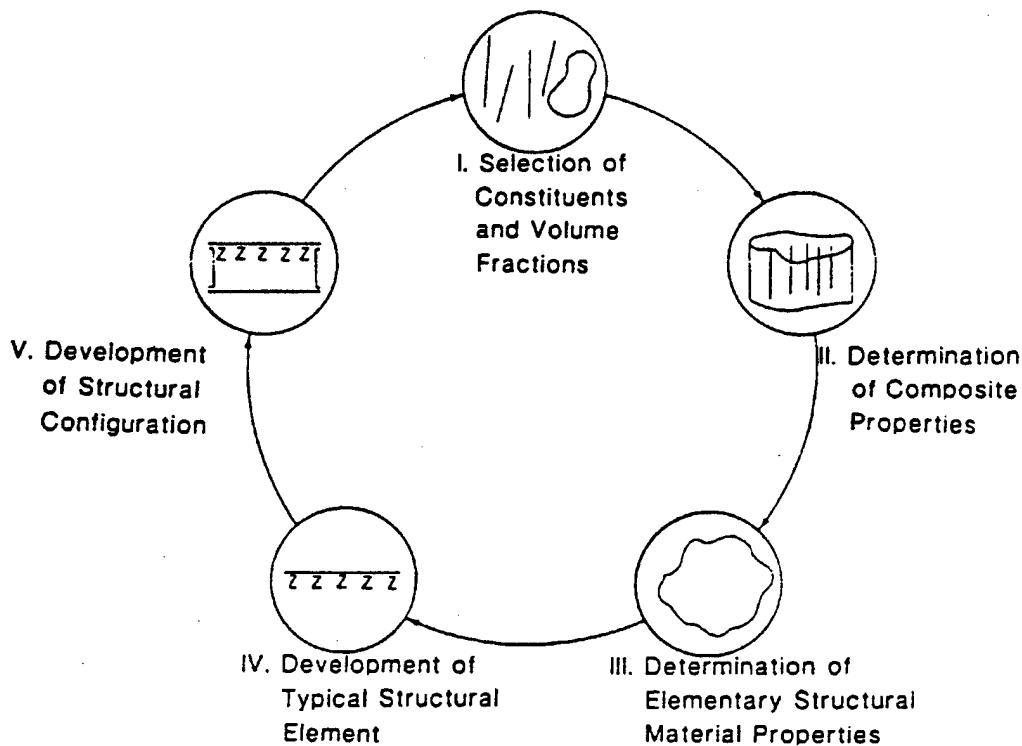 I. Selection of
Constituents
and Volume
Fractions
II. Determination
of Composite
Properties
III. Determination of
Elementary Structural
Material Properties
IV. Development of
Typical Structural
Element
V. Development
of Structural
Configuration
Z Z Z Z Z
Z Z Z Z Z